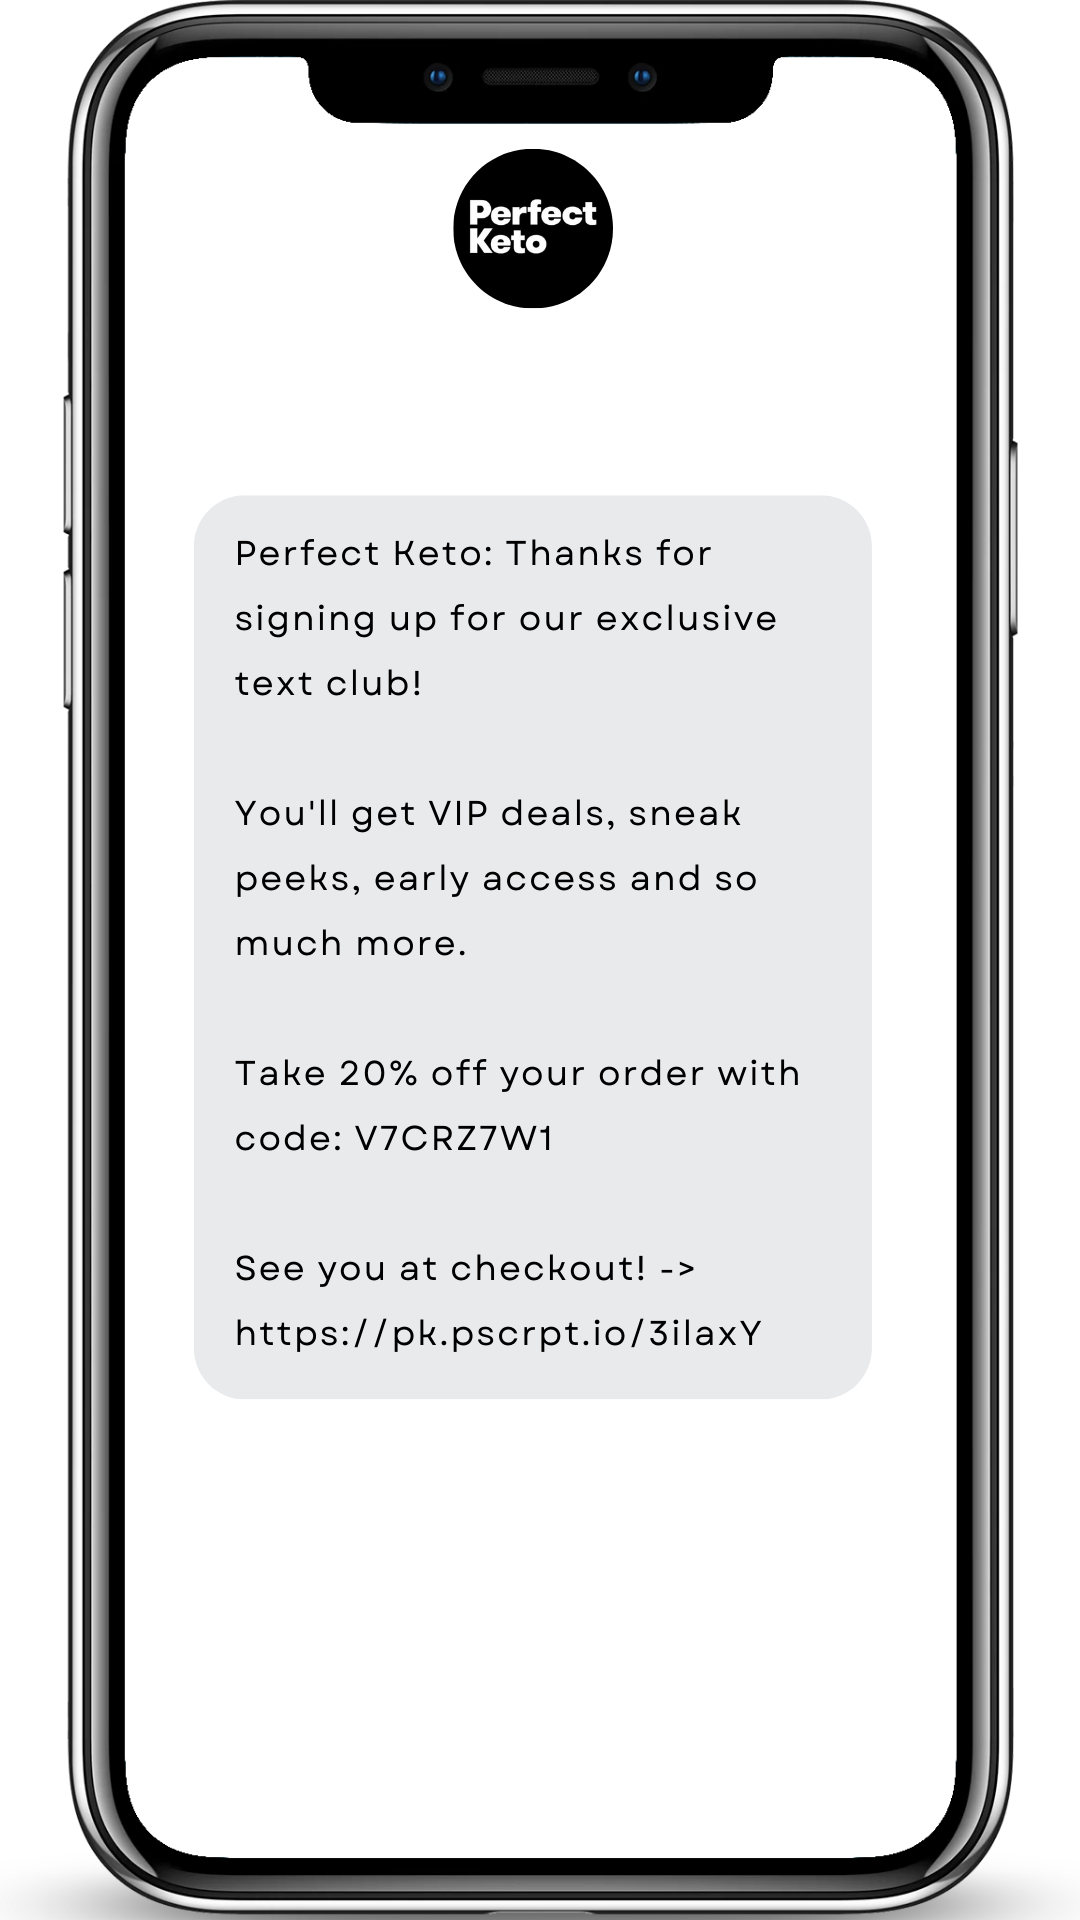 Perfect
Keto
Perfect Keto: Thanks for
signing up for our exclusive
text club!
You'll get VIP deals, sneak
peeks, early access and so
much more.
Take 20% off your order with
code: V7CRZ7W1
See you at checkout! ->
https://pk.pscrpt.io/3ilaxY